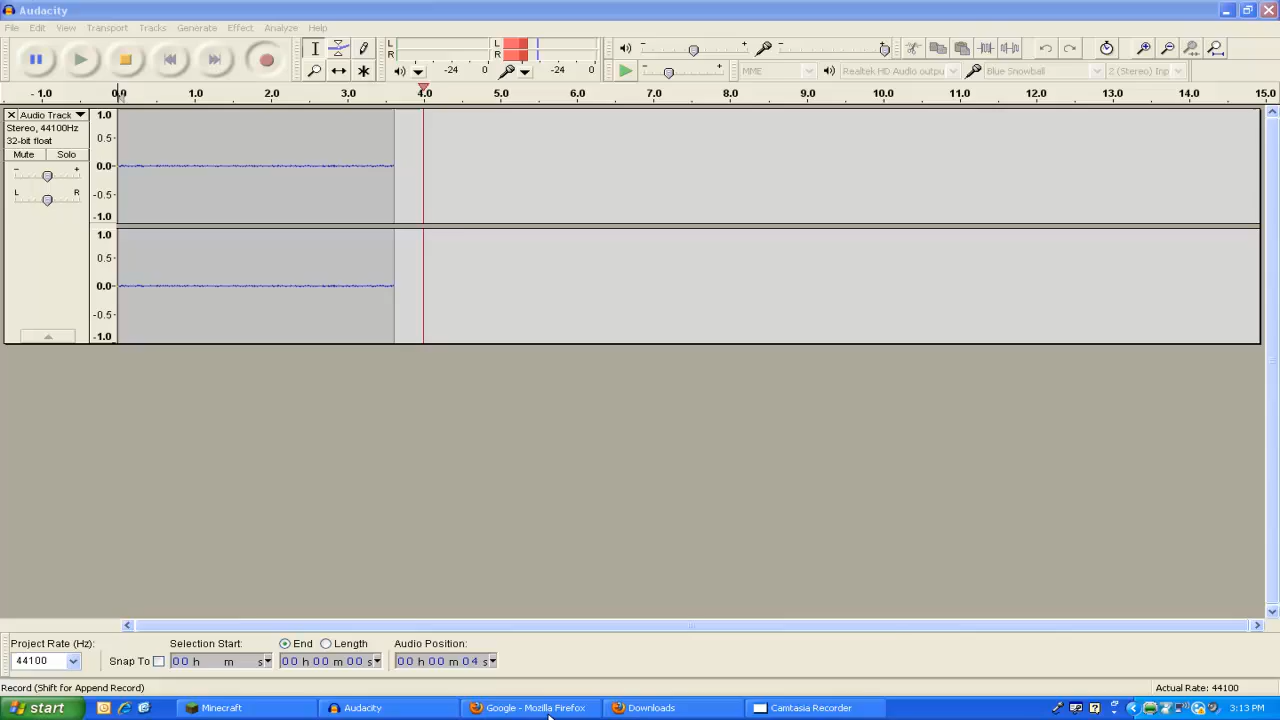 Audacity
File Edit View Transport Tracks Generate Effect Analyze Help
L R -24 0 L R -24 0
MME Realtek HD Audio outpu Blue Snowball 2 (Stereo) Inp
- 1.0 0.0 1.0 2.0 3.0 4.0 5.0 6.0 7.0 8.0 9.0 10.0 11.0 12.0 13.0 14.0 15.0
Audio Track
Stereo, 44100Hz
32-bit float
Mute Solo
- +
L R
1.0
0.5
0.0
-0.5
-1.0
1.0
0.5
0.0
-0.5
-1.0
Project Rate (Hz): Selection Start: End Length Audio Position:
44100 Snap To 00 h m s 00 h 00 m 00 s 00 h 00 m 04 s
Record (Shift for Append Record) Actual Rate: 44100
start Minecraft Audacity Google - Mozilla Firefox Downloads Camtasia Recorder 3:13 PM